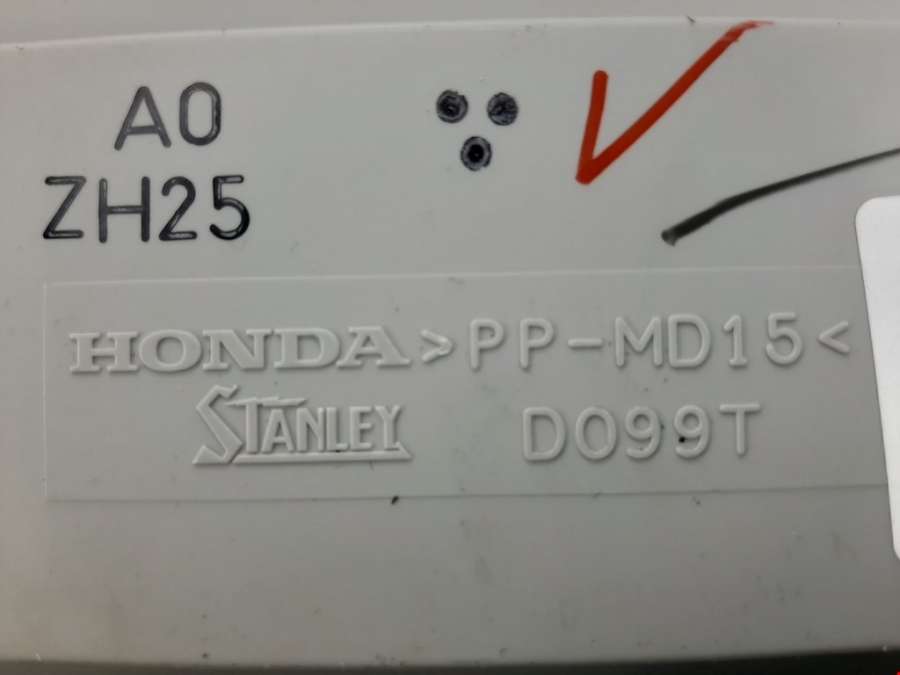 A0
ZH25
HONDA >PP-MD15<
STANLEY D099T